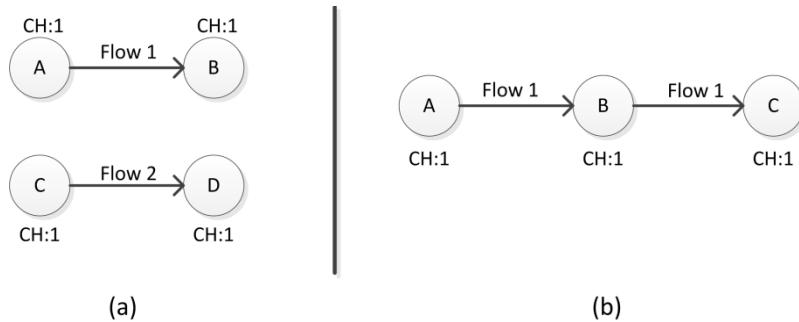 CH:1 CH:1
A Flow 1 B
C Flow 2 D
CH:1 CH:1
(a)
A Flow 1 B Flow 1 C
CH:1 CH:1 CH:1
(b)